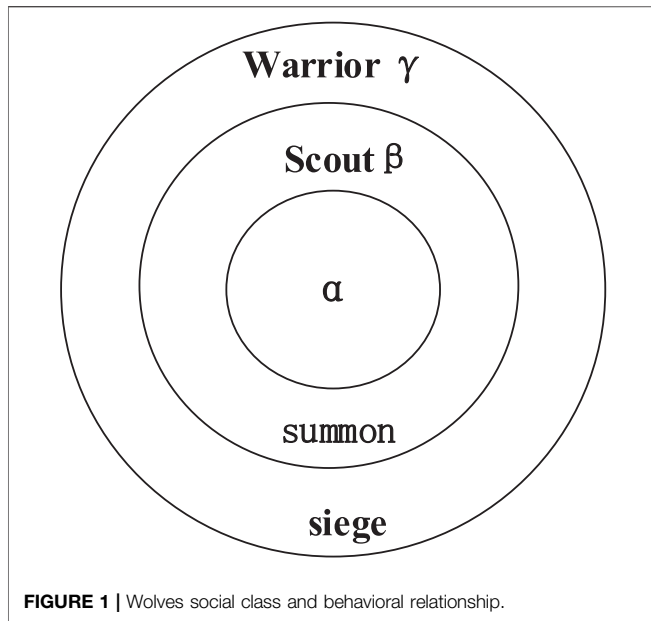 Warrior γ
Scout β
α
summon
siege
FIGURE 1 | Wolves social class and behavioral relationship.